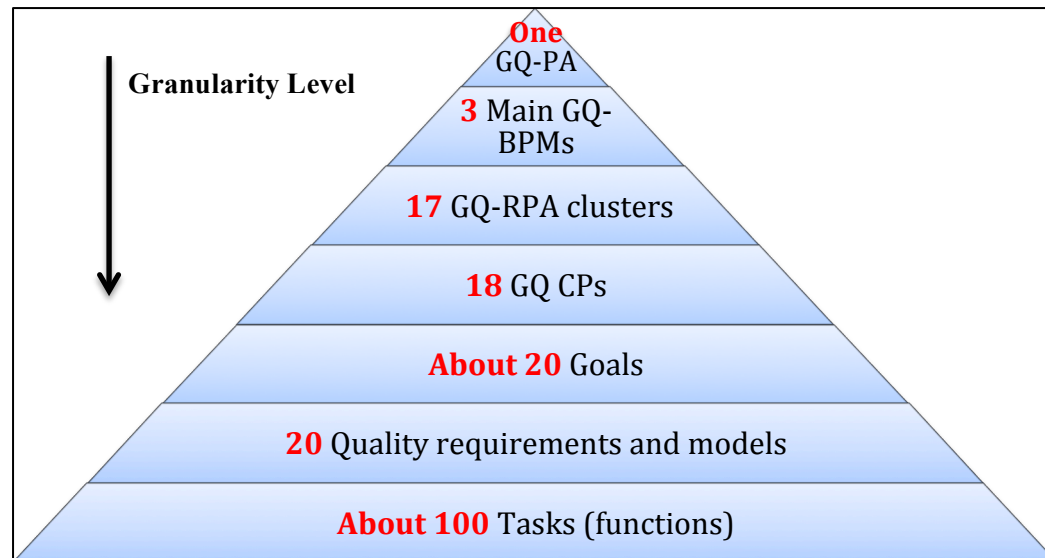 One
GQ-PA
Granularity Level
3 Main GQ-
BPMs
17 GQ-RPA clusters
18 GQ CPs
About 20 Goals
20 Quality requirements and models
About 100 Tasks (functions)